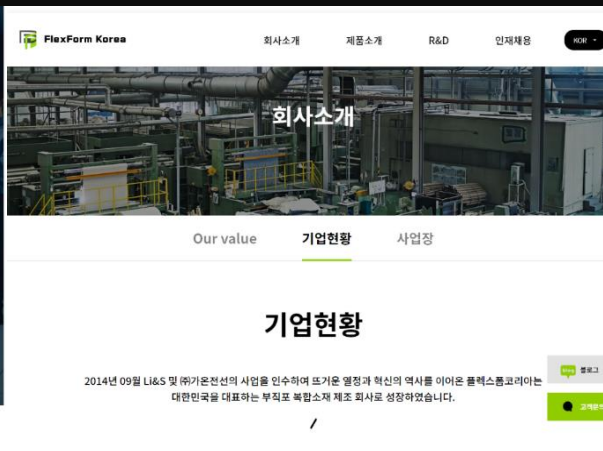 FlexForm Korea
회사소개 제품소개 R&D 인재채용 KOR
회사소개
Our value 기업현황 사업장
기업현황
2014년 09월 Li&S 및 ㈜가온전선의 사업을 인수하여 뜨거운 열정과 혁신의 역사를 이어온 플렉스폼코리아는
대한민국을 대표하는 부직포 복합소재 제조 회사로 성장하였습니다.
블로그
고객문의